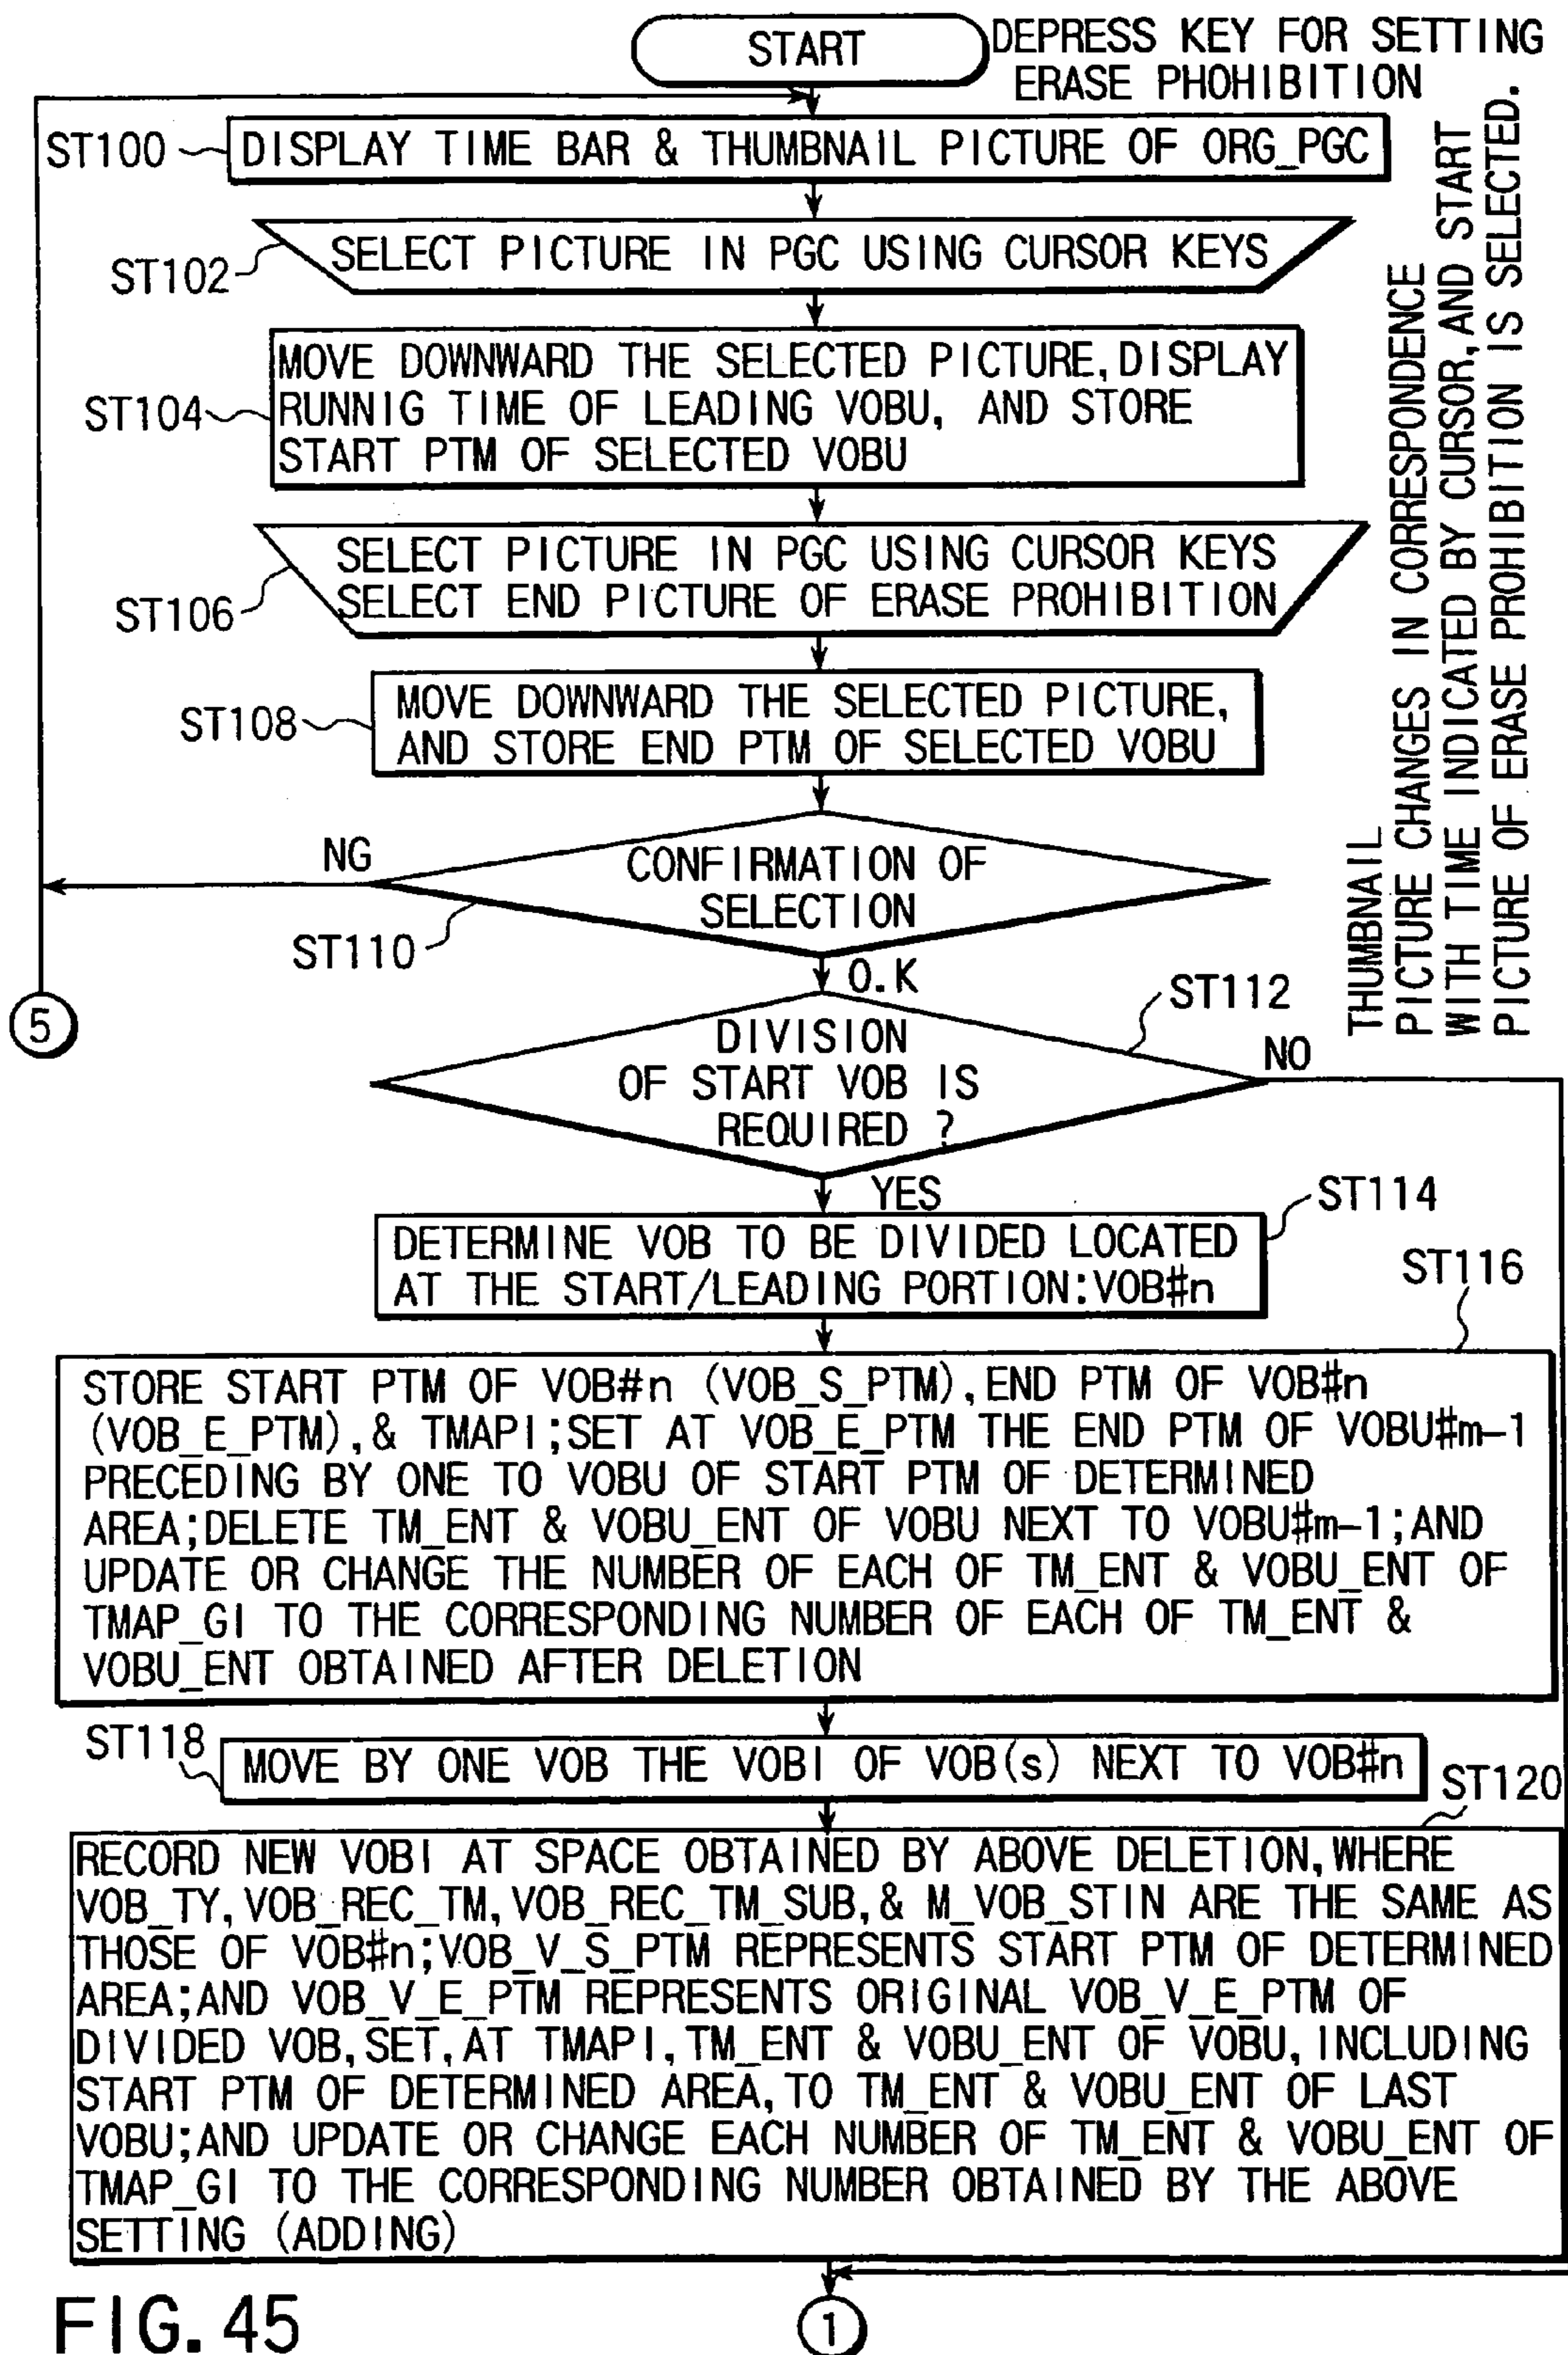 START
DEPRESS KEY FOR SETTING
ERASE PHOHIBITION
ST100
DISPLAY TIME BAR & THUMBNAIL PICTURE OF ORG_PGC
ST102
SELECT PICTURE IN PGC USING CURSOR KEYS
ST104
MOVE DOWNWARD THE SELECTED PICTURE, DISPLAY
RUNNIG TIME OF LEADING VOBU, AND STORE
START PTM OF SELECTED VOBU
ST106
SELECT PICTURE IN PGC USING CURSOR KEYS
SELECT END PICTURE OF ERASE PROHIBITION
THUMBNAIL
PICTURE CHANGES IN CORRESPONDENCE
WITH TIME INDICATED BY CURSOR, AND START
PICTURE OF ERASE PROHIBITION IS SELECTED.
ST108
MOVE DOWNWARD THE SELECTED PICTURE,
AND STORE END PTM OF SELECTED VOBU
NG
CONFIRMATION OF
SELECTION
ST110
O.K
5
ST112
DIVISION
OF START VOB IS
REQUIRED ?
NO
YES
ST114
DETERMINE VOB TO BE DIVIDED LOCATED
AT THE START/LEADING PORTION:VOB#n
ST116
STORE START PTM OF VOB#n (VOB_S_PTM), END PTM OF VOB#n
(VOB_E_PTM), & TMAPI;SET AT VOB_E_PTM THE END PTM OF VOBU#m-1
PRECEDING BY ONE TO VOBU OF START PTM OF DETERMINED
AREA;DELETE TM_ENT & VOBU_ENT OF VOBU NEXT TO VOBU#m-1;AND
UPDATE OR CHANGE THE NUMBER OF EACH OF TM_ENT & VOBU_ENT OF
TMAP_GI TO THE CORRESPONDING NUMBER OF EACH OF TM_ENT &
VOBU_ENT OBTAINED AFTER DELETION
ST118
MOVE BY ONE VOB THE VOBI OF VOB(s) NEXT TO VOB#n
ST120
RECORD NEW VOBI AT SPACE OBTAINED BY ABOVE DELETION, WHERE
VOB_TY, VOB_REC_TM, VOB_REC_TM_SUB, & M_VOB_STIN ARE THE SAME AS
THOSE OF VOB#n;VOB_V_S_PTM REPRESENTS START PTM OF DETERMINED
AREA;AND VOB_V_E_PTM REPRESENTS ORIGINAL VOB_V_E_PTM OF
DIVIDED VOB, SET, AT TMAPI, TM_ENT & VOBU_ENT OF VOBU, INCLUDING
START PTM OF DETERMINED AREA, TO TM_ENT & VOBU_ENT OF LAST
VOBU;AND UPDATE OR CHANGE EACH NUMBER OF TM_ENT & VOBU_ENT OF
TMAP_GI TO THE CORRESPONDING NUMBER OBTAINED BY THE ABOVE
SETTING (ADDING)
1
FIG. 45